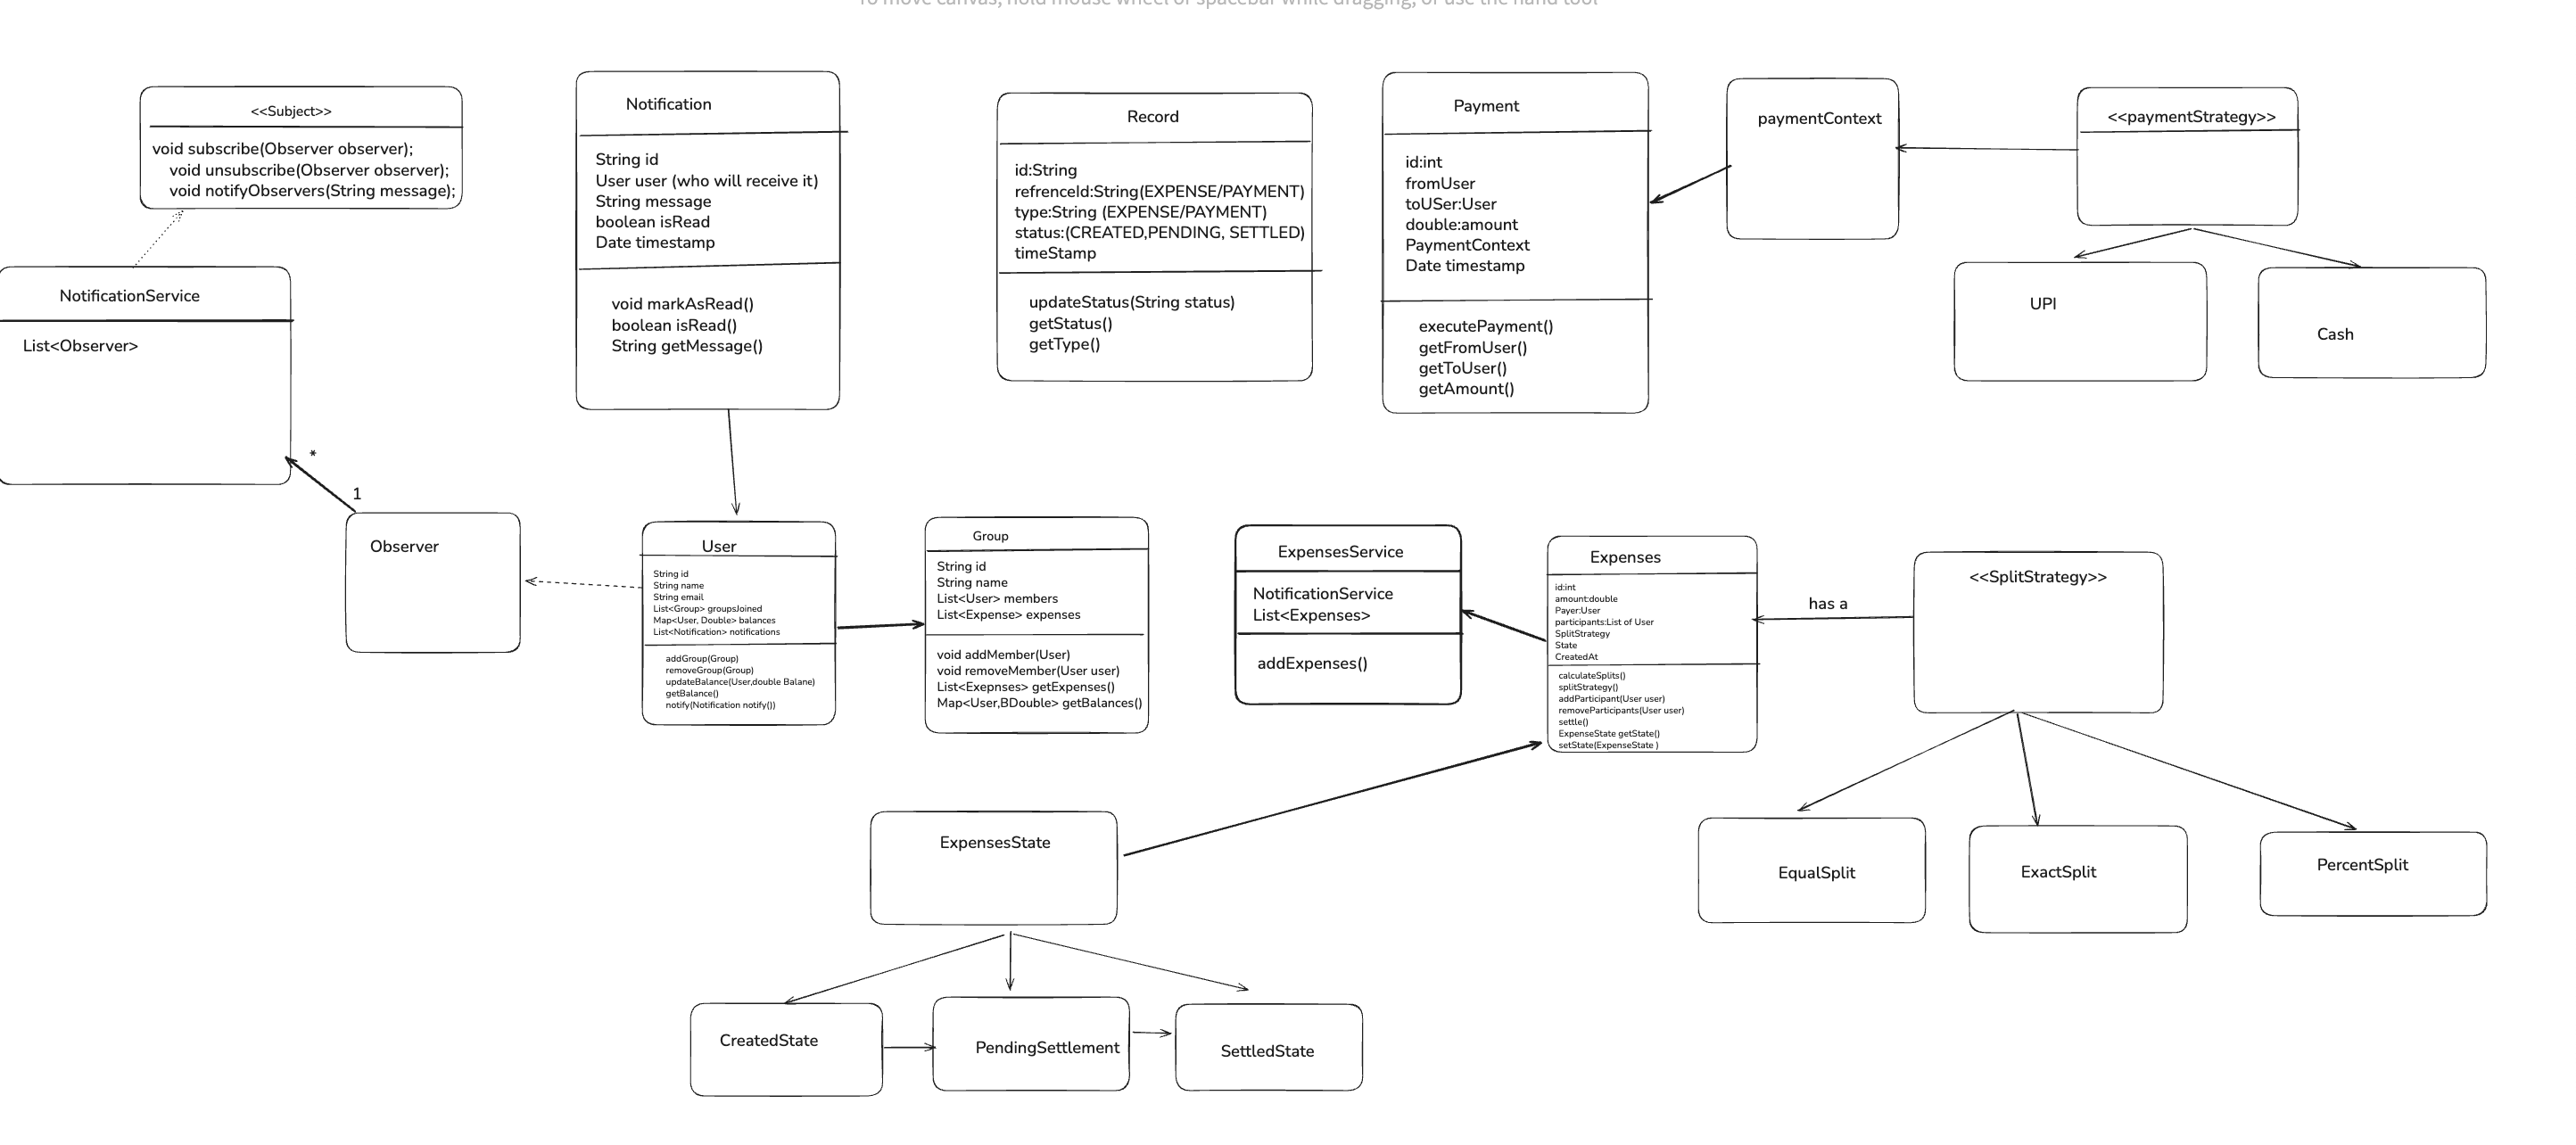 To move canvas, hold mouse wheel or spacebar while dragging, or use the hand tool
<<Subject>>
void subscribe(Observer observer);
void unsubscribe(Observer observer);
void notifyObservers(String message);
NotificationService
List<Observer>
*
1
Observer
Notification
String id
User user (who will receive it)
String message
boolean isRead
Date timestamp
void markAsRead()
boolean isRead()
String getMessage()
Record
id:String
refrenceId:String(EXPENSE/PAYMENT)
type:String (EXPENSE/PAYMENT)
status:(CREATED,PENDING, SETTLED)
timeStamp
updateStatus(String status)
getStatus()
getType()
Payment
id:int
fromUser
toUSer:User
double:amount
PaymentContext
Date timestamp
executePayment()
getFromUser()
getToUser()
getAmount()
paymentContext
<<paymentStrategy>>
UPI
Cash
User
String id
String name
String email
List<Group> groupsJoined
Map<User, Double> balances
List<Notification> notifications
addGroup(Group)
removeGroup(Group)
updateBalance(User,double Balane)
getBalance()
notify(Notification notify())
Group
String id
String name
List<User> members
List<Expense> expenses
void addMember(User)
void removeMember(User user)
List<Exepnses> getExpenses()
Map<User,BDouble> getBalances()
ExpensesService
NotificationService
List<Expenses>
addExpenses()
Expenses
id:int
amount:double
Payer:User
participants:List of User
SplitStrategy
State
CreatedAt
calculateSplits()
splitStrategy()
addParticipant(User user)
removeParticipants(User user)
settle()
ExpenseState getState()
setState(ExpenseState )
has a
<<SplitStrategy>>
EqualSplit
ExactSplit
PercentSplit
ExpensesState
CreatedState
PendingSettlement
SettledState